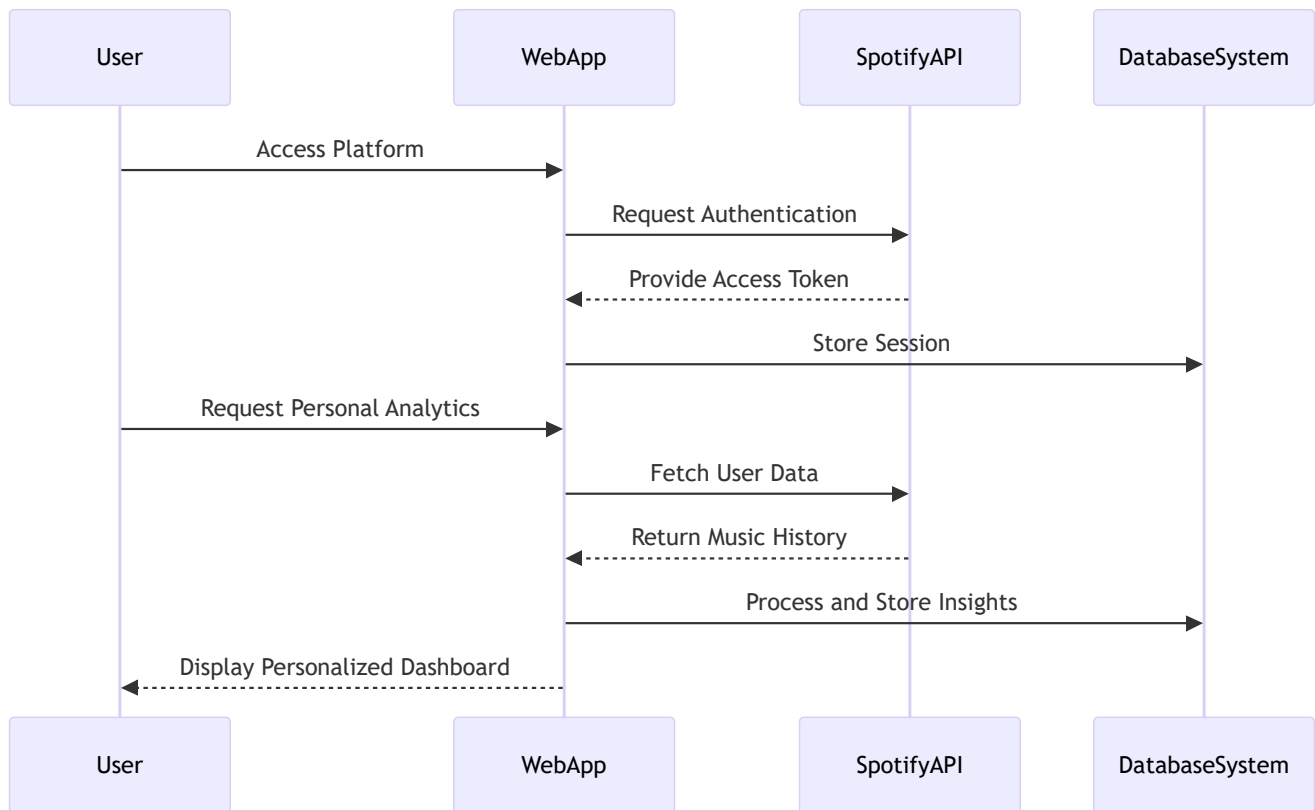 User
WebApp
SpotifyAPI
DatabaseSystem
Access Platform
Request Authentication
Provide Access Token
Store Session
Request Personal Analytics
Fetch User Data
Return Music History
Process and Store Insights
Display Personalized Dashboard
User
WebApp
SpotifyAPI
DatabaseSystem